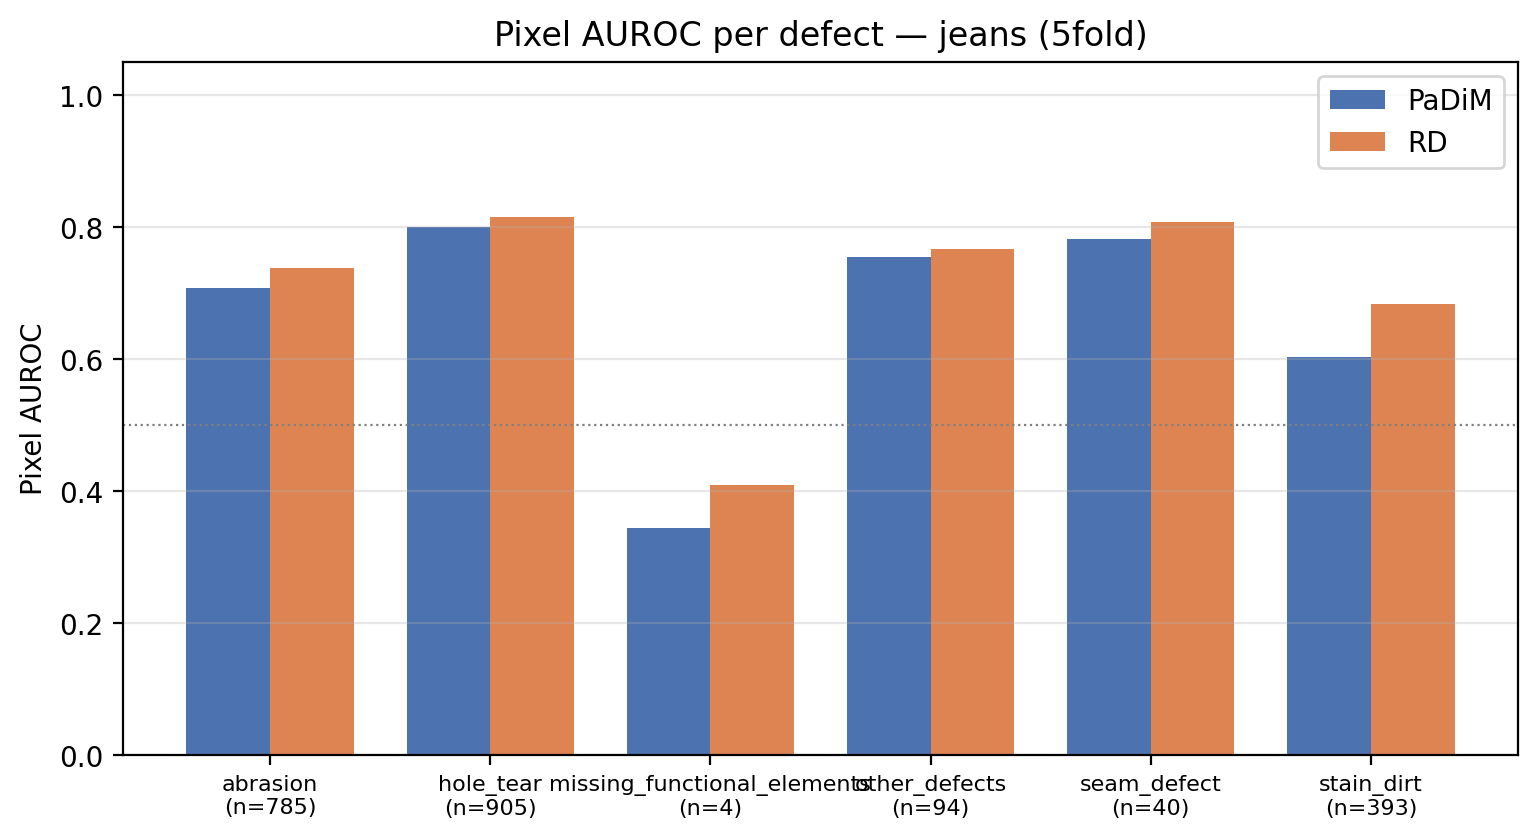 Pixel AUROC per defect — jeans (5fold)
PaDiM
RD
Pixel AUROC
1.0
0.8
0.6
0.4
0.2
0.0
abrasion
(n=785)
hole_tear
(n=905)
missing_functional_elements
(n=4)
other_defects
(n=94)
seam_defect
(n=40)
stain_dirt
(n=393)